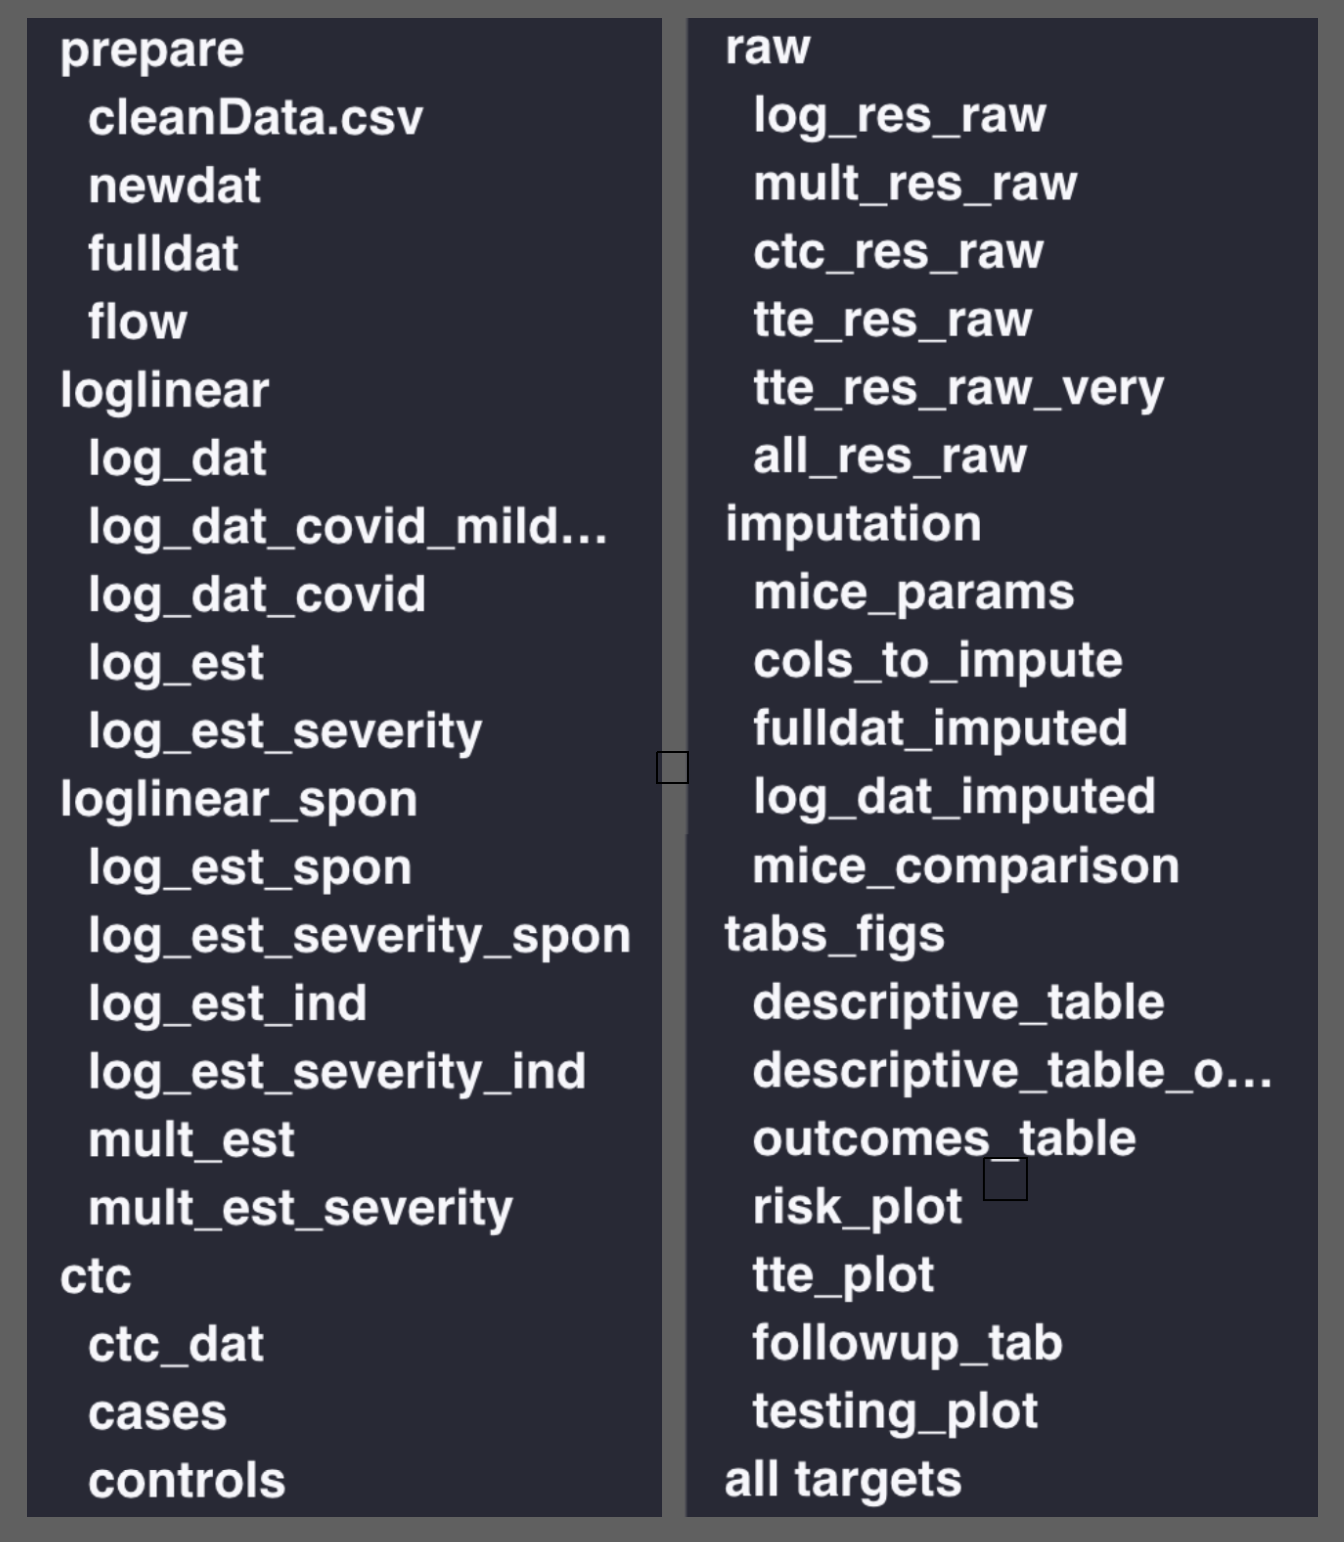 prepare
cleanData.csv
newdat
fulldat
flow
loglinear
log_dat
log_dat_covid_mild...
log_dat_covid
log_est
log_est_severity
loglinear_spon
log_est_spon
log_est_severity_spon
log_est_ind
log_est_severity_ind
mult_est
mult_est_severity
ctc
ctc_dat
cases
controls
raw
log_res_raw
mult_res_raw
ctc_res_raw
tte_res_raw
tte_res_raw_very
all_res_raw
imputation
mice_params
cols_to_impute
fulldat_imputed
log_dat_imputed
mice_comparison
tabs_figs
descriptive_table
descriptive_table_o...
outcomes_table
risk_plot
tte_plot
followup_tab
testing_plot
all targets